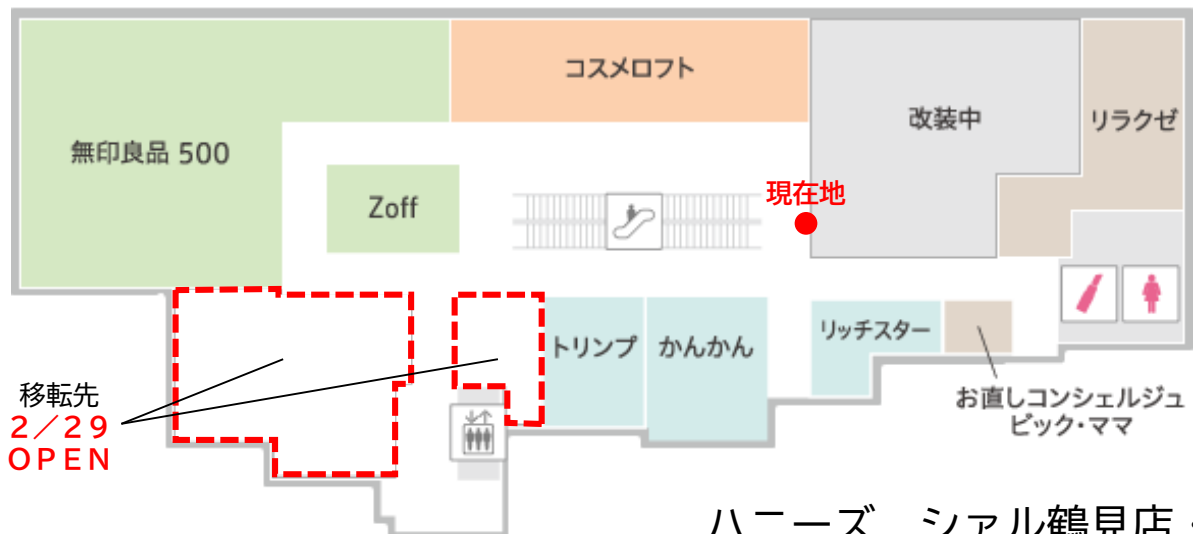 コスメロフト
改装中
リラクゼ
無印良品 500
Zoff
現在地
トリンプ
かんかん
リッチスター
お直しコンシェルジュ
ビック・ママ
移転先
2／29
OPEN
ハニーズ　シァル鶴見店